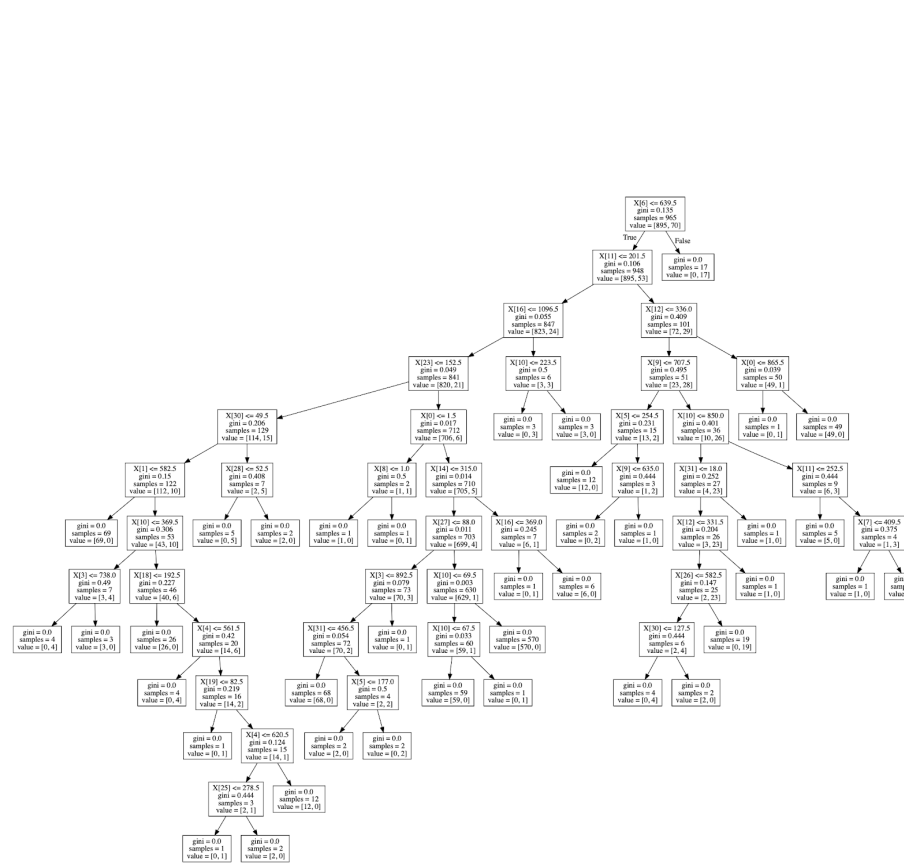 X[6] <= 639.5
gini = 0.135
samples = 965
value = [895, 70]
True
False
X[11] <= 201.5
gini = 0.106
samples = 948
value = [895, 53]
gini = 0.0
samples = 17
value = [0, 17]
X[16] <= 1096.5
gini = 0.055
samples = 847
value = [823, 24]
X[12] <= 336.0
gini = 0.409
samples = 101
value = [72, 29]
X[23] <= 152.5
gini = 0.049
samples = 841
value = [820, 21]
X[10] <= 223.5
gini = 0.5
samples = 6
value = [3, 3]
X[9] <= 707.5
gini = 0.495
samples = 51
value = [23, 28]
X[0] <= 865.5
gini = 0.039
samples = 50
value = [49, 1]
X[30] <= 49.5
gini = 0.206
samples = 129
value = [114, 15]
X[0] <= 1.5
gini = 0.017
samples = 712
value = [706, 6]
gini = 0.0
samples = 3
value = [0, 3]
gini = 0.0
samples = 3
value = [3, 0]
X[5] <= 254.5
gini = 0.231
samples = 15
value = [13, 2]
X[10] <= 850.0
gini = 0.401
samples = 36
value = [10, 26]
gini = 0.0
samples = 1
value = [0, 1]
gini = 0.0
samples = 49
value = [49, 0]
X[1] <= 582.5
gini = 0.15
samples = 122
value = [112, 10]
X[28] <= 52.5
gini = 0.408
samples = 7
value = [2, 5]
X[8] <= 1.0
gini = 0.5
samples = 2
value = [1, 1]
X[14] <= 315.0
gini = 0.014
samples = 710
value = [705, 5]
gini = 0.0
samples = 12
value = [12, 0]
X[9] <= 635.0
gini = 0.444
samples = 3
value = [1, 2]
X[31] <= 18.0
gini = 0.252
samples = 27
value = [4, 23]
X[11] <= 252.5
gini = 0.444
samples = 9
value = [6, 3]
gini = 0.0
samples = 69
value = [69, 0]
X[10] <= 369.5
gini = 0.306
samples = 53
value = [43, 10]
gini = 0.0
samples = 5
value = [0, 5]
gini = 0.0
samples = 2
value = [2, 0]
gini = 0.0
samples = 1
value = [1, 0]
gini = 0.0
samples = 1
value = [0, 1]
X[27] <= 88.0
gini = 0.011
samples = 703
value = [699, 4]
X[16] <= 369.0
gini = 0.245
samples = 7
value = [6, 1]
gini = 0.0
samples = 2
value = [0, 2]
gini = 0.0
samples = 1
value = [1, 0]
X[12] <= 331.5
gini = 0.204
samples = 26
value = [3, 23]
gini = 0.0
samples = 1
value = [1, 0]
gini = 0.0
samples = 5
value = [5, 0]
X[7] <= 409.5
gini = 0.375
samples = 4
value = [1, 3]
X[3] <= 738.0
gini = 0.49
samples = 7
value = [3, 4]
X[18] <= 192.5
gini = 0.227
samples = 46
value = [40, 6]
X[3] <= 892.5
gini = 0.079
samples = 73
value = [70, 3]
X[10] <= 69.5
gini = 0.003
samples = 630
value = [629, 1]
gini = 0.0
samples = 1
value = [0, 1]
gini = 0.0
samples = 6
value = [6, 0]
X[26] <= 582.5
gini = 0.147
samples = 25
value = [2, 23]
gini = 0.0
samples = 1
value = [1, 0]
gini = 0.0
samples = 1
value = [1, 0]
gini = 0.0
samples = 4
value = [0, 4]
gini = 0.0
samples = 3
value = [3, 0]
gini = 0.0
samples = 26
value = [26, 0]
X[4] <= 561.5
gini = 0.42
samples = 20
value = [14, 6]
X[31] <= 456.5
gini = 0.054
samples = 72
value = [70, 2]
gini = 0.0
samples = 1
value = [0, 1]
X[10] <= 67.5
gini = 0.033
samples = 60
value = [59, 1]
gini = 0.0
samples = 570
value = [570, 0]
X[30] <= 127.5
gini = 0.444
samples = 6
value = [2, 4]
gini = 0.0
samples = 19
value = [0, 19]
gini = 0.0
samples = 4
value = [0, 4]
X[19] <= 82.5
gini = 0.219
samples = 16
value = [14, 2]
gini = 0.0
samples = 68
value = [68, 0]
X[5] <= 177.0
gini = 0.5
samples = 4
value = [2, 2]
gini = 0.0
samples = 59
value = [59, 0]
gini = 0.0
samples = 1
value = [0, 1]
gini = 0.0
samples = 4
value = [0, 4]
gini = 0.0
samples = 2
value = [2, 0]
gini = 0.0
samples = 1
value = [0, 1]
X[4] <= 620.5
gini = 0.124
samples = 15
value = [14, 1]
gini = 0.0
samples = 2
value = [2, 0]
gini = 0.0
samples = 2
value = [0, 2]
X[25] <= 278.5
gini = 0.444
samples = 3
value = [2, 1]
gini = 0.0
samples = 12
value = [12, 0]
gini = 0.0
samples = 1
value = [0, 1]
gini = 0.0
samples = 2
value = [2, 0]